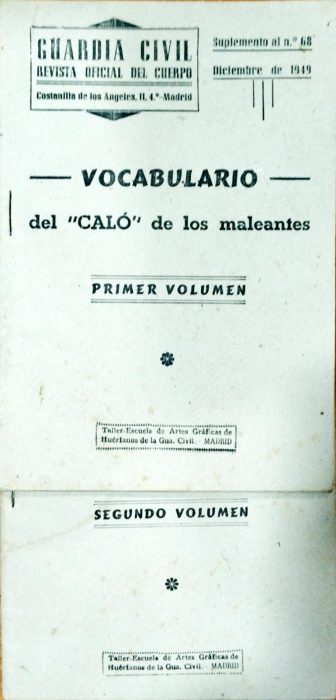 GUARDIA CIVIL
REVISTA OFICIAL DEL CUERPO
Costanilla de los Angeles, 11, 4.º-Madrid
Suplemento al n.º 68
Diciembre de 1949
VOCABULARIO
del "CALÓ" de los maleantes
PRIMER VOLUMEN
Taller-Escuela de Artes Gráficas de
Huérfanos de la Gua. Civil. - MADRID
SEGUNDO VOLUMEN
Taller-Escuela de Artes Gráficas de
Huérfanos de la Gua. Civil. - MADRID